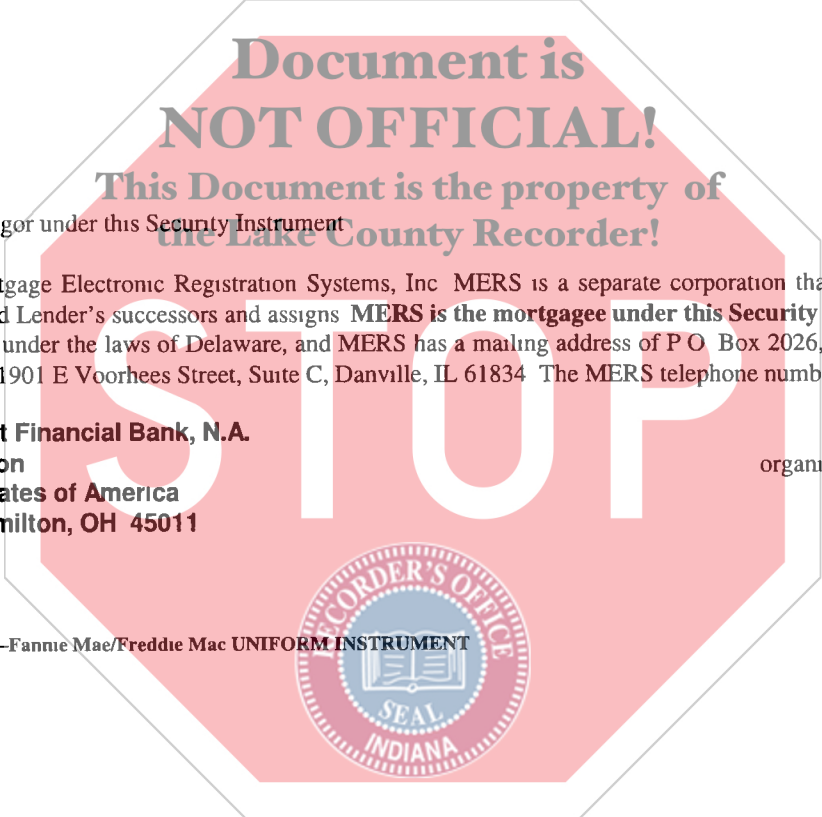 Document is
NOT OFFICIAL!
This Document is the property of
gor under this Security Instrument
the Lake County Recorder!
tgage Electronic Registration Systems, Inc MERS is a separate corporation tha
d Lender's successors and assigns MERS is the mortgagee under this Security
under the laws of Delaware, and MERS has a mailing address of P O Box 2026,
1901 E Voorhees Street, Suite C, Danville, IL 61834 The MERS telephone numb
STOP
t Financial Bank, N.A.
on organi
ates of America
milton, OH 45011
–Fannie Mae/Freddie Mac UNIFORM INSTRUMENT
RECORDER'S OFFICE
SEAL
INDIANA